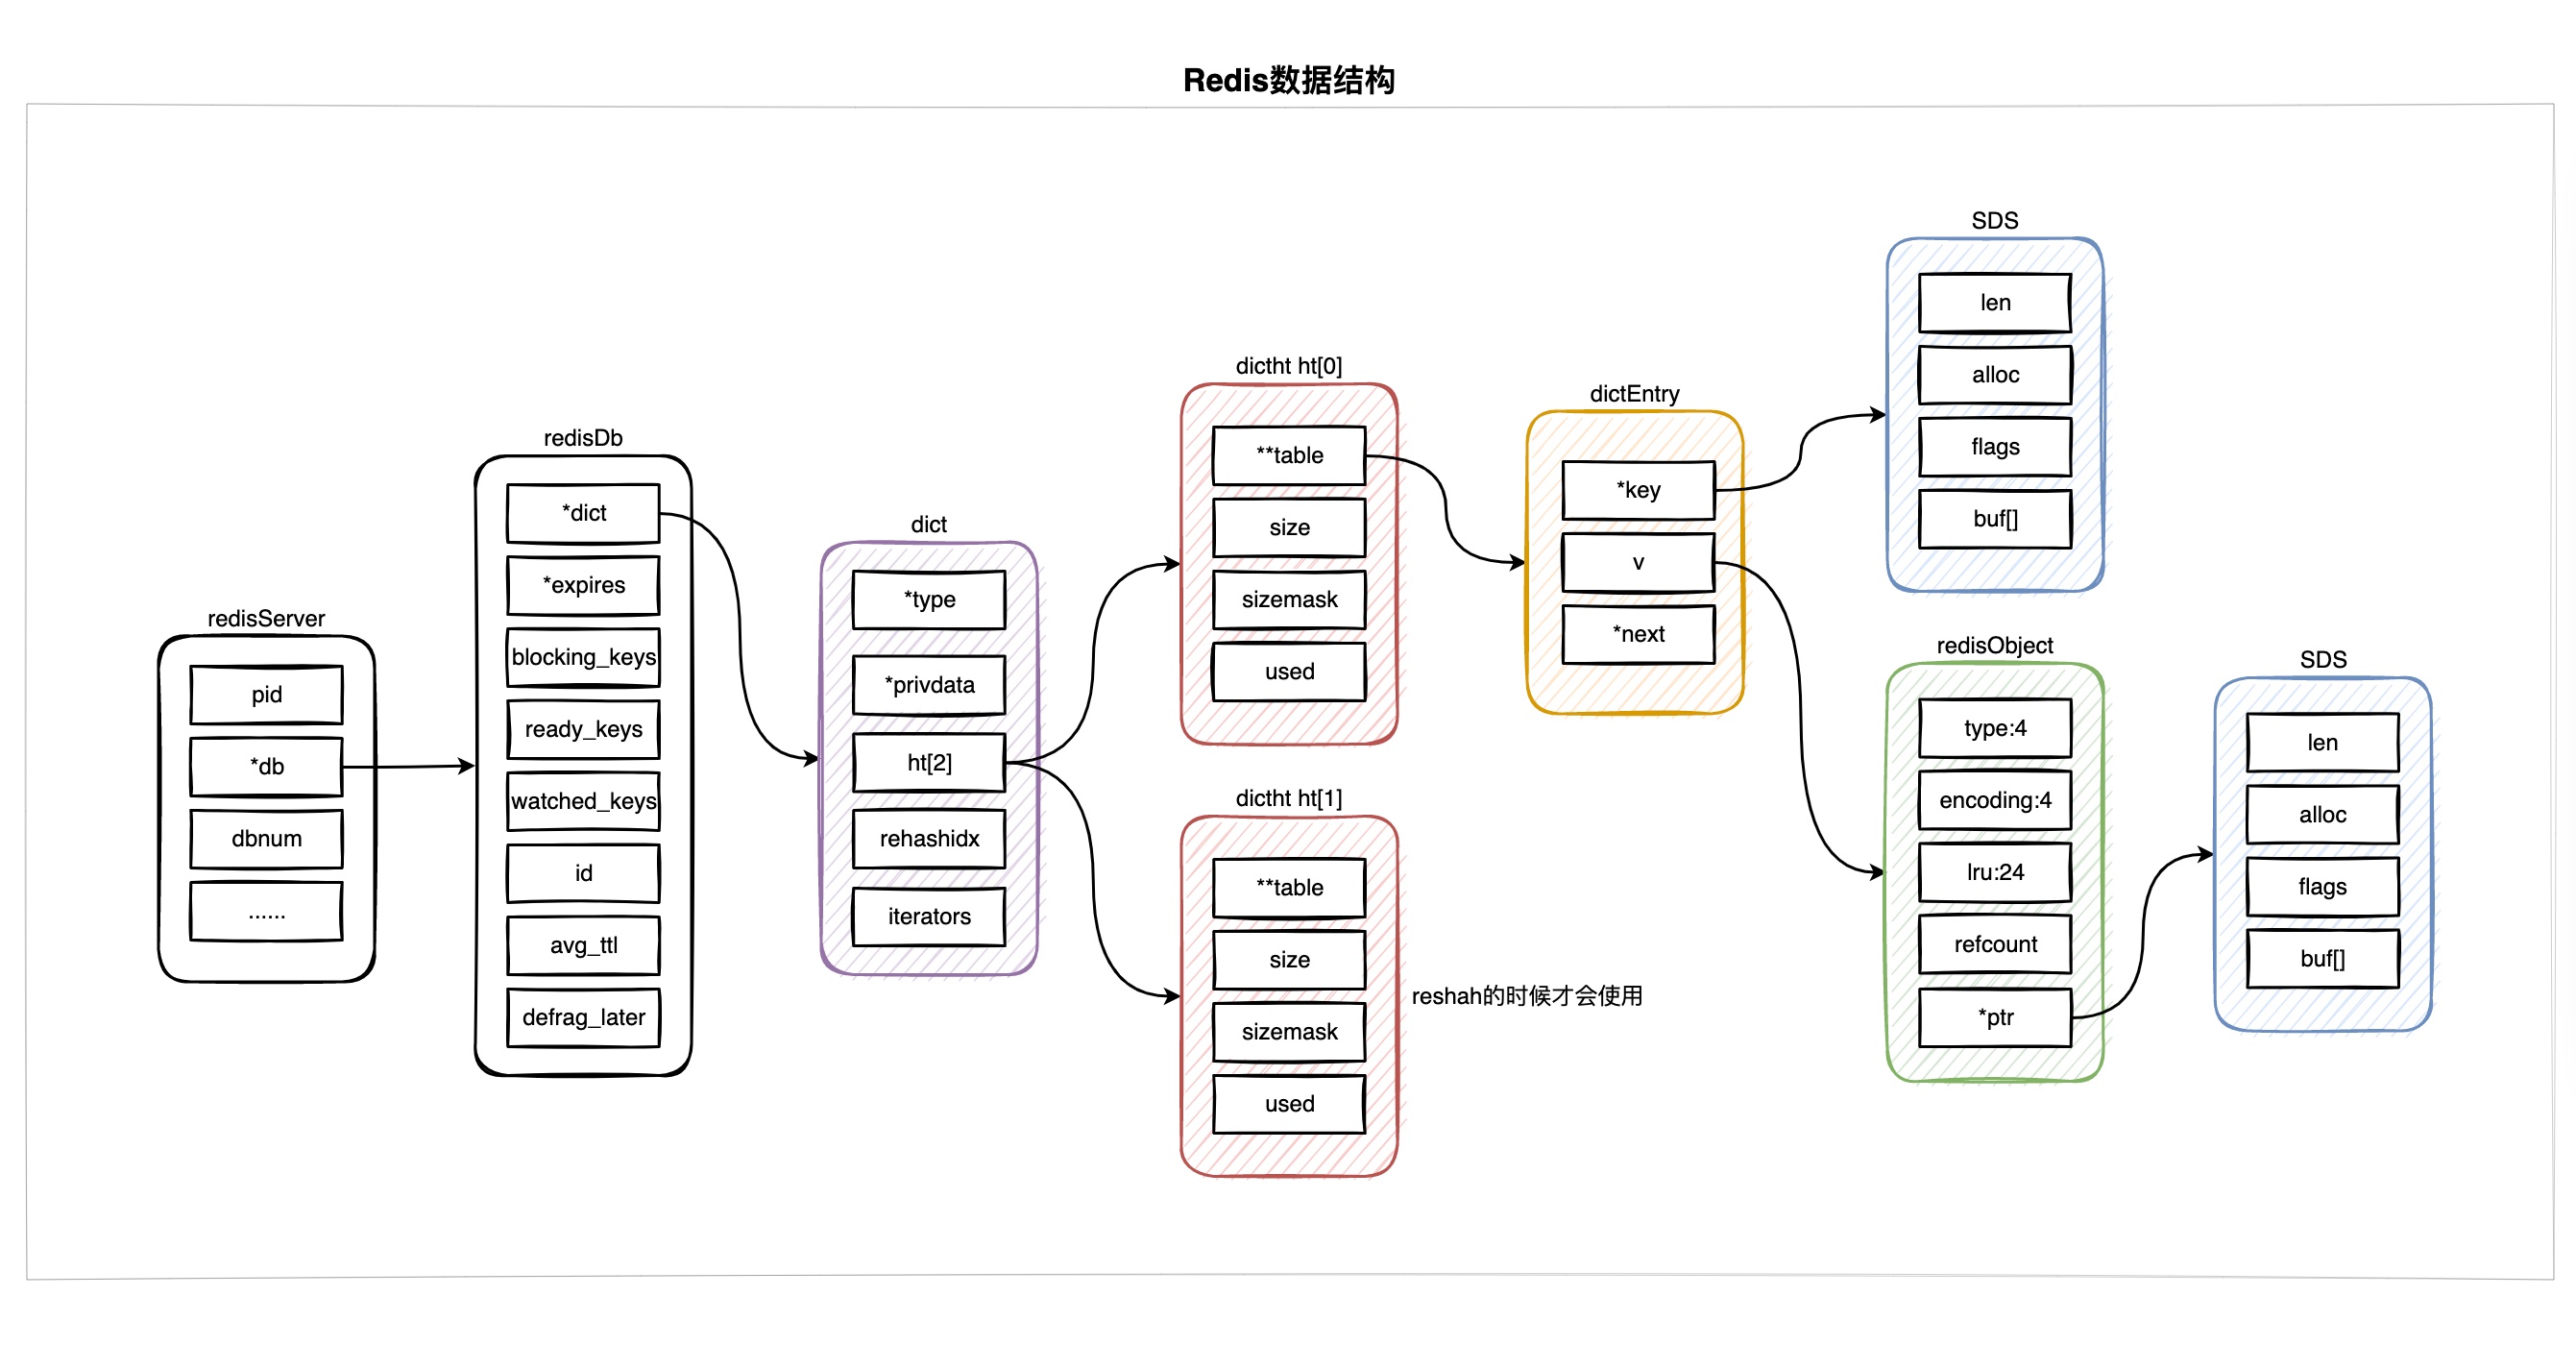 Redis数据结构
redisServer
pid
*db
dbnum
......
redisDb
*dict
*expires
blocking_keys
ready_keys
watched_keys
id
avg_ttl
defrag_later
dict
*type
*privdata
ht[2]
rehashidx
iterators
dictht ht[0]
**table
size
sizemask
used
dictht ht[1]
**table
size
sizemask
used
reshah的时候才会使用
dictEntry
*key
v
*next
SDS
len
alloc
flags
buf[]
redisObject
type:4
encoding:4
lru:24
refcount
*ptr
SDS
len
alloc
flags
buf[]